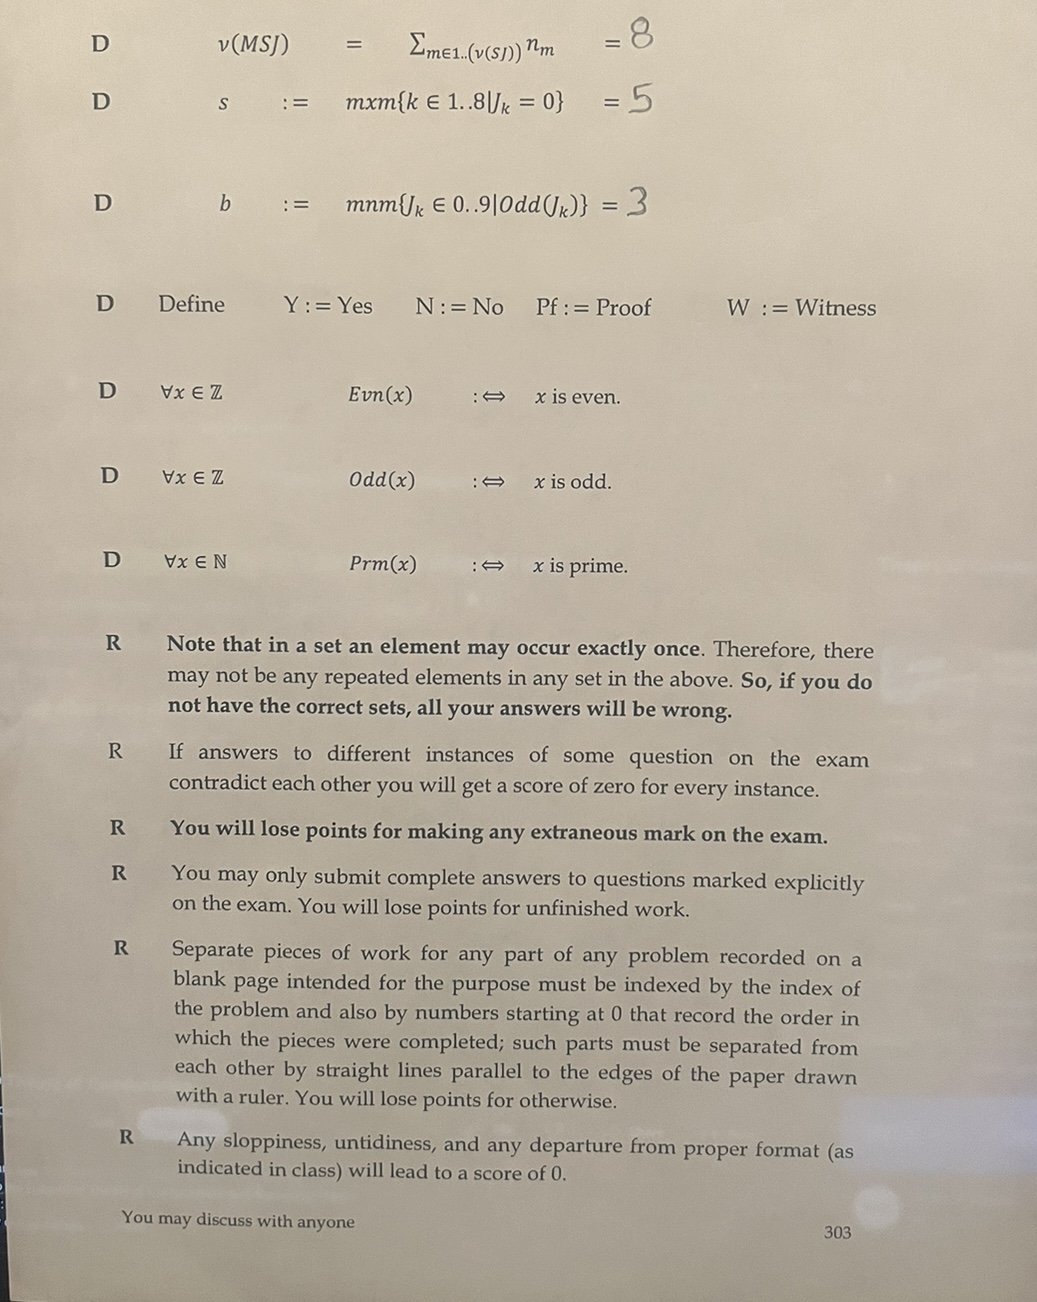 D ν(MSJ) = ∑m∈1..(ν(SJ)) nm = 8
D s := mxm{k ∈ 1..8|Jk = 0} = 5
D b := mnm{Jk ∈ 0..9|Odd(Jk)} = 3
D Define Y := Yes N := No Pf := Proof W := Witness
D ∀x ∈ ℤ Evn(x) :⇔ x is even.
D ∀x ∈ ℤ Odd(x) :⇔ x is odd.
D ∀x ∈ ℕ Prm(x) :⇔ x is prime.
R Note that in a set an element may occur exactly once. Therefore, there
may not be any repeated elements in any set in the above. So, if you do
not have the correct sets, all your answers will be wrong.
R If answers to different instances of some question on the exam
contradict each other you will get a score of zero for every instance.
R You will lose points for making any extraneous mark on the exam.
R You may only submit complete answers to questions marked explicitly
on the exam. You will lose points for unfinished work.
R Separate pieces of work for any part of any problem recorded on a
blank page intended for the purpose must be indexed by the index of
the problem and also by numbers starting at 0 that record the order in
which the pieces were completed; such parts must be separated from
each other by straight lines parallel to the edges of the paper drawn
with a ruler. You will lose points for otherwise.
R Any sloppiness, untidiness, and any departure from proper format (as
indicated in class) will lead to a score of 0.
You may discuss with anyone
303